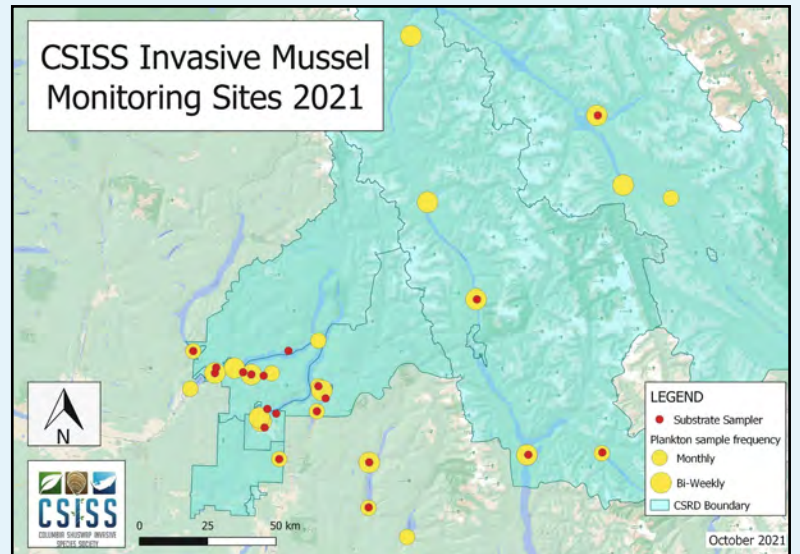 CSISS Invasive Mussel
Monitoring Sites 2021
N
CSISS
COLUMBIA SHUSWAP INVASIVE
SPECIES SOCIETY
0 25 50 km
LEGEND
Substrate Sampler
Plankton sample frequency
Monthly
Bi-Weekly
CSRD Boundary
October 2021